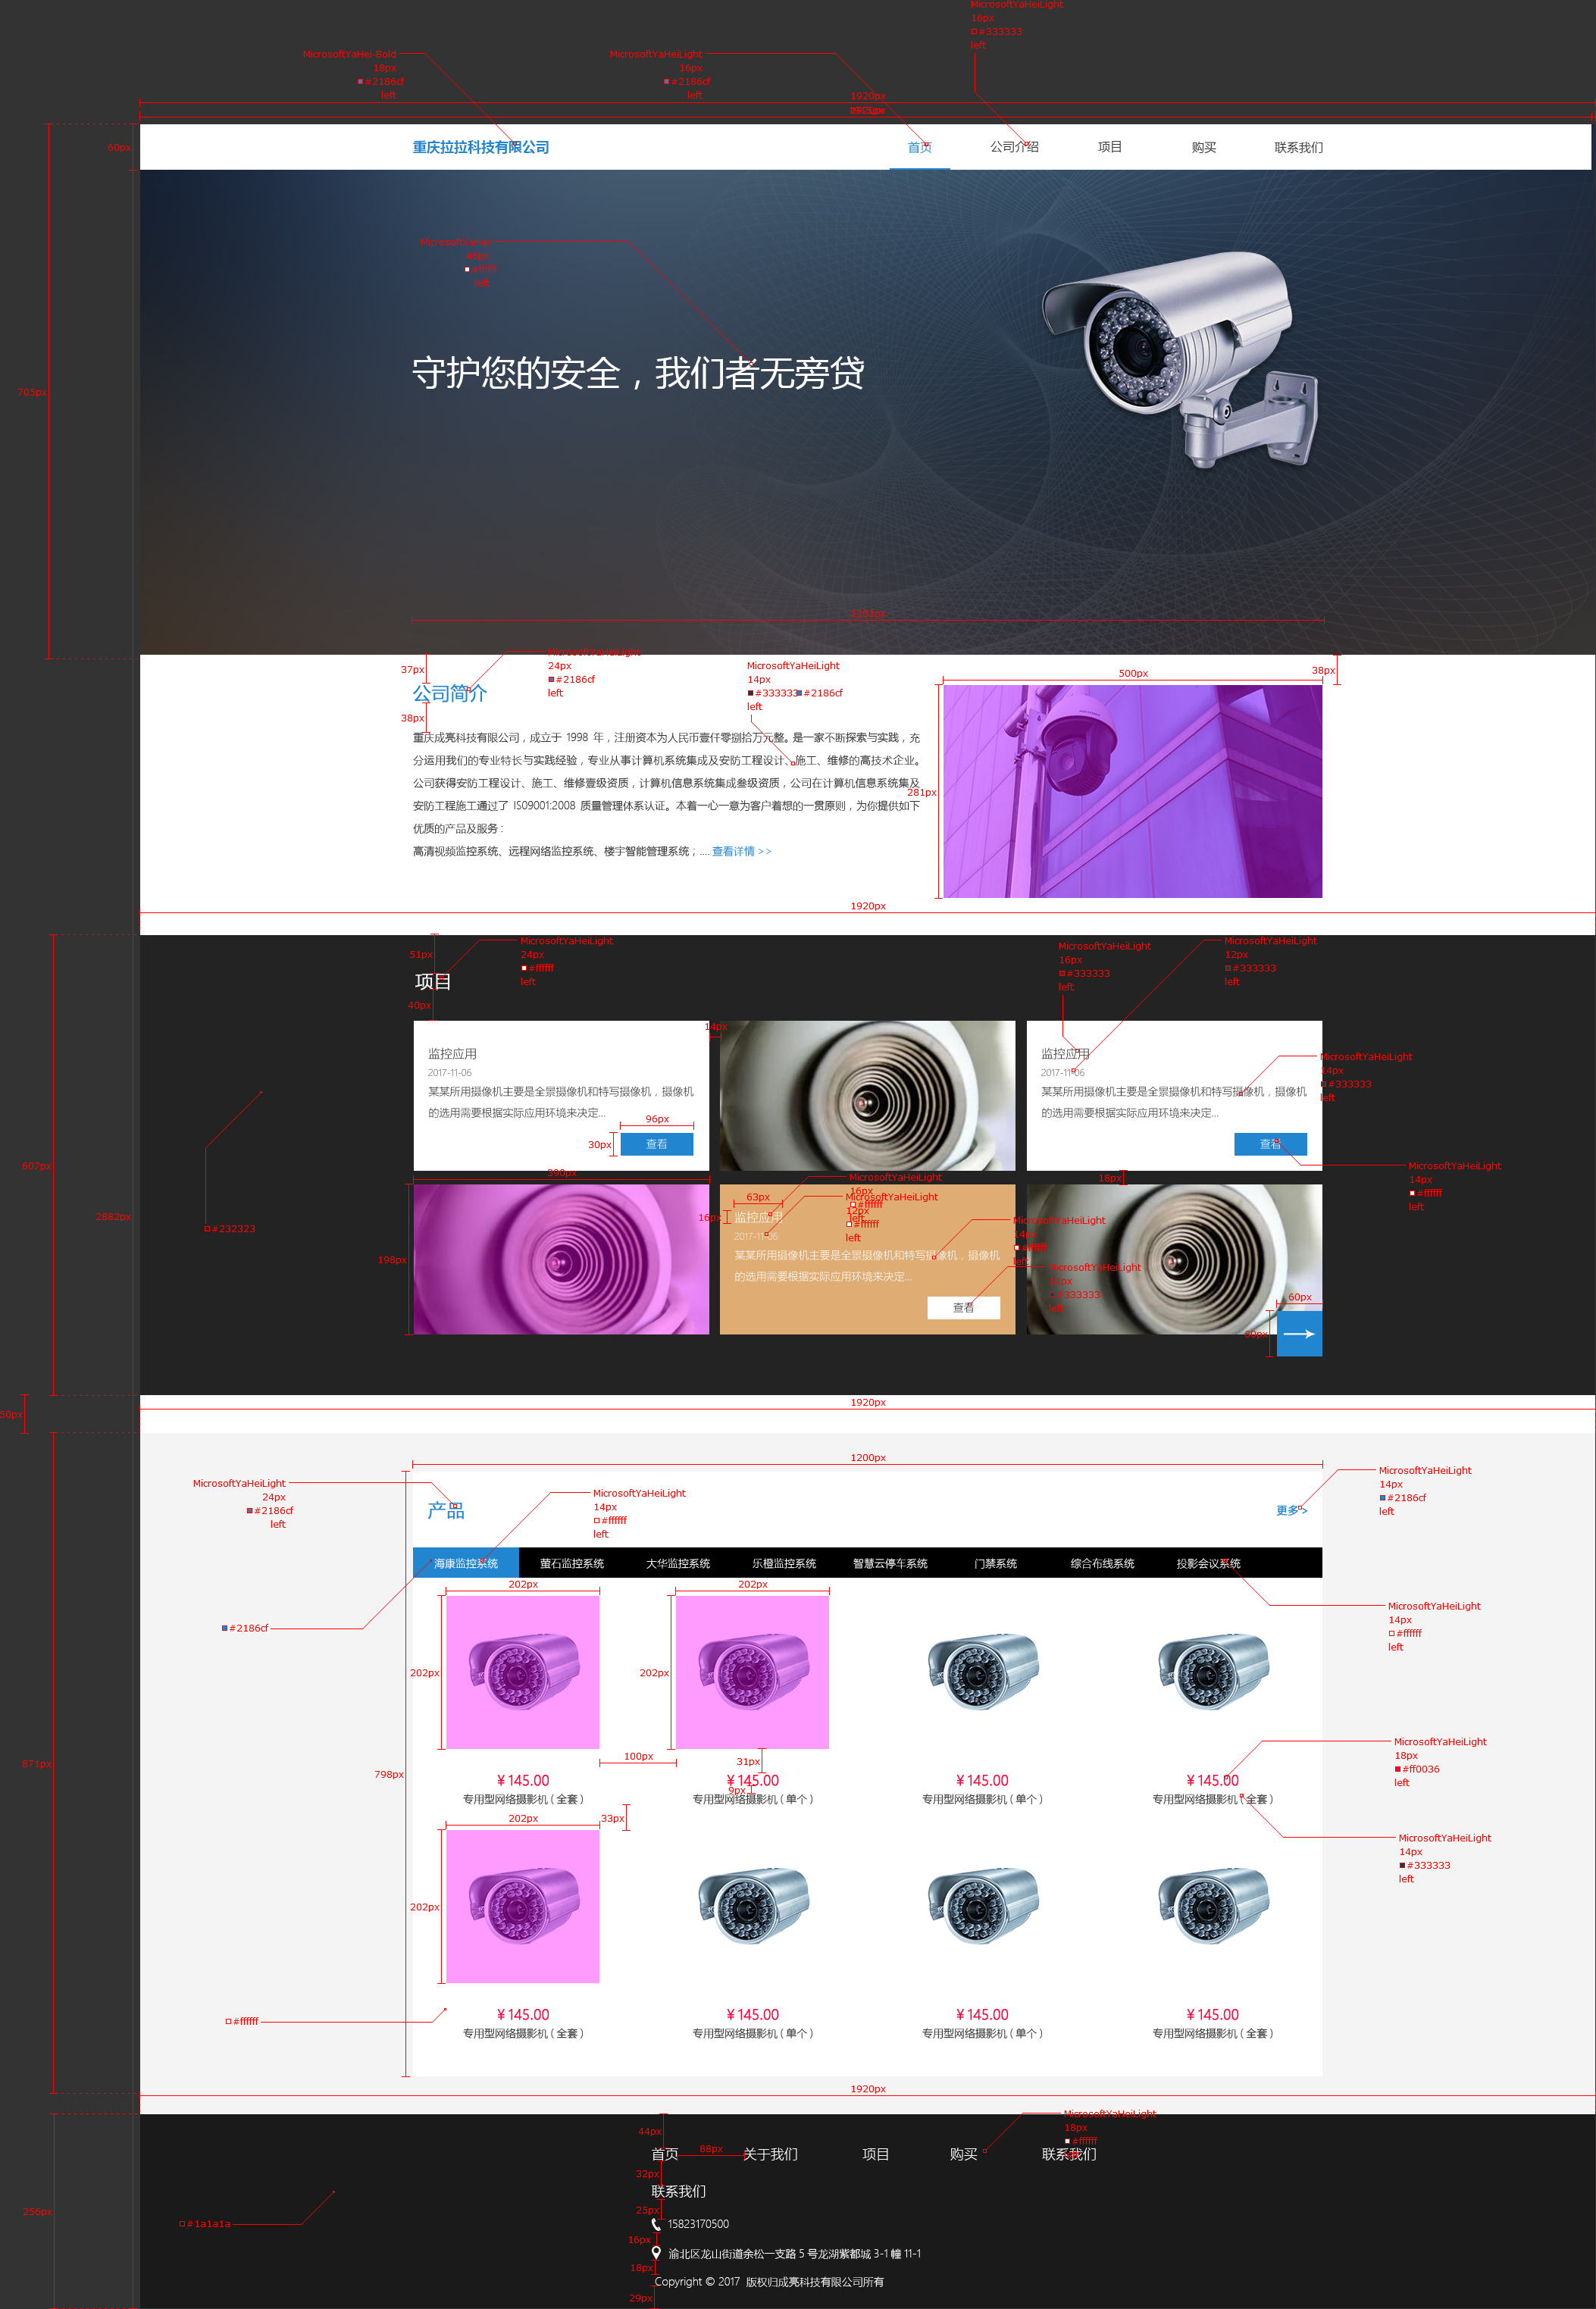 MicrosoftYaHeiLight
16px
#333333
left
MicrosoftYaHei-Bold
18px
#2186cf
left
MicrosoftYaHeiLight
16px
#2186cf
left
1920px
60px
重庆拉拉科技有限公司
首页
公司介绍
项目
购买
联系我们
MicrosoftYaHei
left
705px
守护您的安全，我们者无旁贷
37px
MicrosoftYaHeiLight
24px
#2186cf
left
MicrosoftYaHeiLight
14px
#333333 #2186cf
left
500px
38px
公司简介
38px
281px
重庆成亮科技有限公司，成立于 1998 年，注册资本为人民币壹仟零捌拾万元整。是一家不断探索与实践，充
分运用我们的专业特长与实践经验，专业从事计算机系统集成及安防工程设计、施工、维修的高技术企业。
公司获得安防工程设计、施工、维修壹级资质，计算机信息系统集成叁级资质，公司在计算机信息系统集及
安防工程施工通过了 IS09001:2008 质量管理体系认证。本着一心一意为客户着想的一贯原则，为你提供如下
优质的产品及服务：
高清视频监控系统、远程网络监控系统、楼宇智能管理系统；.... 查看详情 >>
1920px
51px
MicrosoftYaHeiLight
24px
#ffffff
left
项目
40px
MicrosoftYaHeiLight
16px
#333333
left
MicrosoftYaHeiLight
12px
#333333
left
14px
监控应用
2017-11-06
某某所用摄像机主要是全景摄像机和特写摄像机，摄像机
的选用需要根据实际应用环境来决定...
96px
30px
查看
监控应用
2017-11-06
某某所用摄像机主要是全景摄像机和特写摄像机，摄像机
的选用需要根据实际应用环境来决定...
查看
MicrosoftYaHeiLight
14px
#333333
left
MicrosoftYaHeiLight
14px
#ffffff
left
607px
2882px
#232323
198px
18px
63px
16px
MicrosoftYaHeiLight
16px
#ffffff
left
MicrosoftYaHeiLight
12px
#ffffff
left
监控应用
2017-11-06
某某所用摄像机主要是全景摄像机和特写摄像机，摄像机
的选用需要根据实际应用环境来决定...
查看
MicrosoftYaHeiLight
14px
#ffffff
left
MicrosoftYaHeiLight
14px
#333333
left
60px
60px
50px
1920px
1200px
MicrosoftYaHeiLight
24px
#2186cf
left
MicrosoftYaHeiLight
14px
#ffffff
left
MicrosoftYaHeiLight
14px
#2186cf
left
产品
更多 >
海康监控系统
萤石监控系统
大华监控系统
乐橙监控系统
智慧云停车系统
门禁系统
综合布线系统
投影会议系统
#2186cf
MicrosoftYaHeiLight
14px
#ffffff
left
202px
202px
202px
202px
871px
798px
100px
31px
9px
¥ 145.00
专用型网络摄影机 ( 全套 )
¥ 145.00
专用型网络摄影机 ( 单个 )
¥ 145.00
专用型网络摄影机 ( 单个 )
¥ 145.00
专用型网络摄影机 ( 全套 )
MicrosoftYaHeiLight
18px
#ff0036
left
MicrosoftYaHeiLight
14px
#333333
left
202px
33px
202px
#ffffff
¥ 145.00
专用型网络摄影机 ( 全套 )
¥ 145.00
专用型网络摄影机 ( 单个 )
¥ 145.00
专用型网络摄影机 ( 单个 )
¥ 145.00
专用型网络摄影机 ( 全套 )
1920px
44px
MicrosoftYaHeiLight
18px
#ffffff
首页
88px
关于我们
项目
购买
联系我们
32px
联系我们
25px
15823170500
16px
渝北区龙山街道余松一支路 5 号龙湖紫都城 3-1 幢 11-1
18px
Copyright © 2017 版权归成亮科技有限公司所有
29px
256px
#1a1a1a